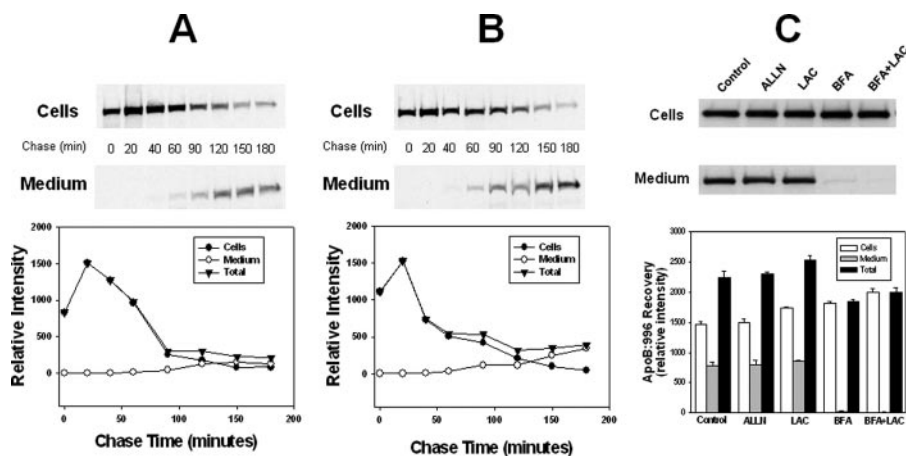 A
B
C
Control
ALLN
LAC
BFA
BFA+LAC
Cells
Chase (min) 0 20 40 60 90 120 150 180
Medium
Cells
Chase (min) 0 20 40 60 90 120 150 180
Medium
Cells
Medium
Relative Intensity
2000
1500
1000
500
0
Cells
Medium
Total
0 50 100 150 200
Chase Time (minutes)
Relative Intensity
2000
1500
1000
500
0
Cells
Medium
Total
0 50 100 150 200
Chase Time (minutes)
ApoB:996 Recovery
(relative intensity)
3000
2500
2000
1500
1000
500
0
Cells
Medium
Total
Control ALLN LAC BFA BFA+LAC